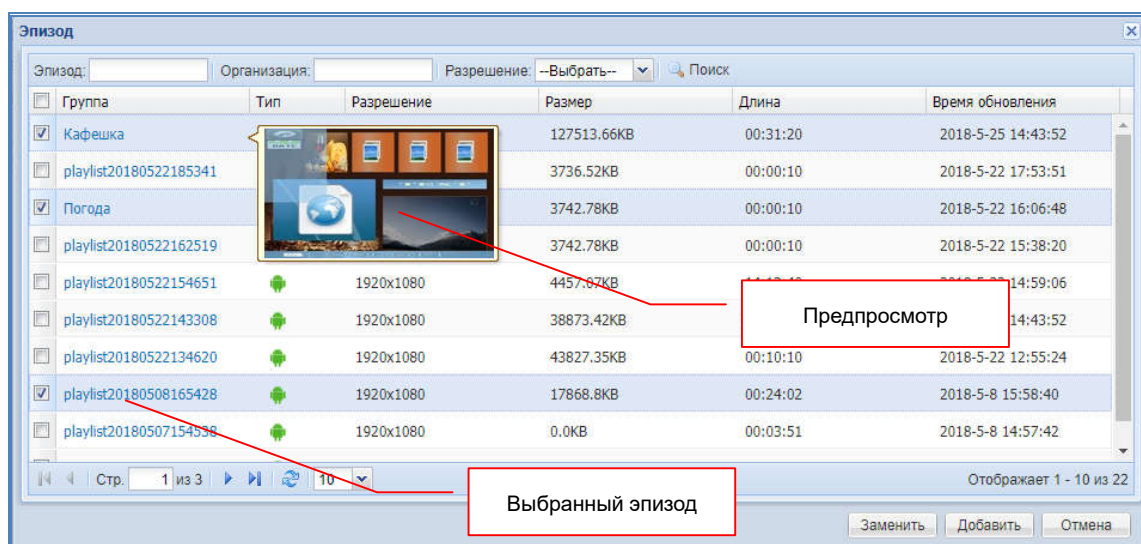 Эпизод
Эпизод: Организация: Разрешение: --Выбрать-- Поиск
Группа Тип Разрешение Размер Длина Время обновления
Кафешка 127513.66KB 00:31:20 2018-5-25 14:43:52
playlist20180522185341 3736.52KB 00:00:10 2018-5-22 17:53:51
Погода 3742.78KB 00:00:10 2018-5-22 16:06:48
playlist20180522162519 3742.78KB 00:00:10 2018-5-22 15:38:20
playlist20180522154651 1920x1080 4457.07KB 14:59:06
Предпросмотр
playlist20180522143308 1920x1080 38873.42KB 14:43:52
playlist20180522134620 1920x1080 43827.35KB 00:10:10 2018-5-22 12:55:24
playlist20180508165428 1920x1080 17868.8KB 00:24:02 2018-5-8 15:58:40
playlist20180507154538 1920x1080 0.0KB 00:03:51 2018-5-8 14:57:42
Стр. 1 из 3 10 Отображает 1 - 10 из 22
Выбранный эпизод
Заменить Добавить Отмена